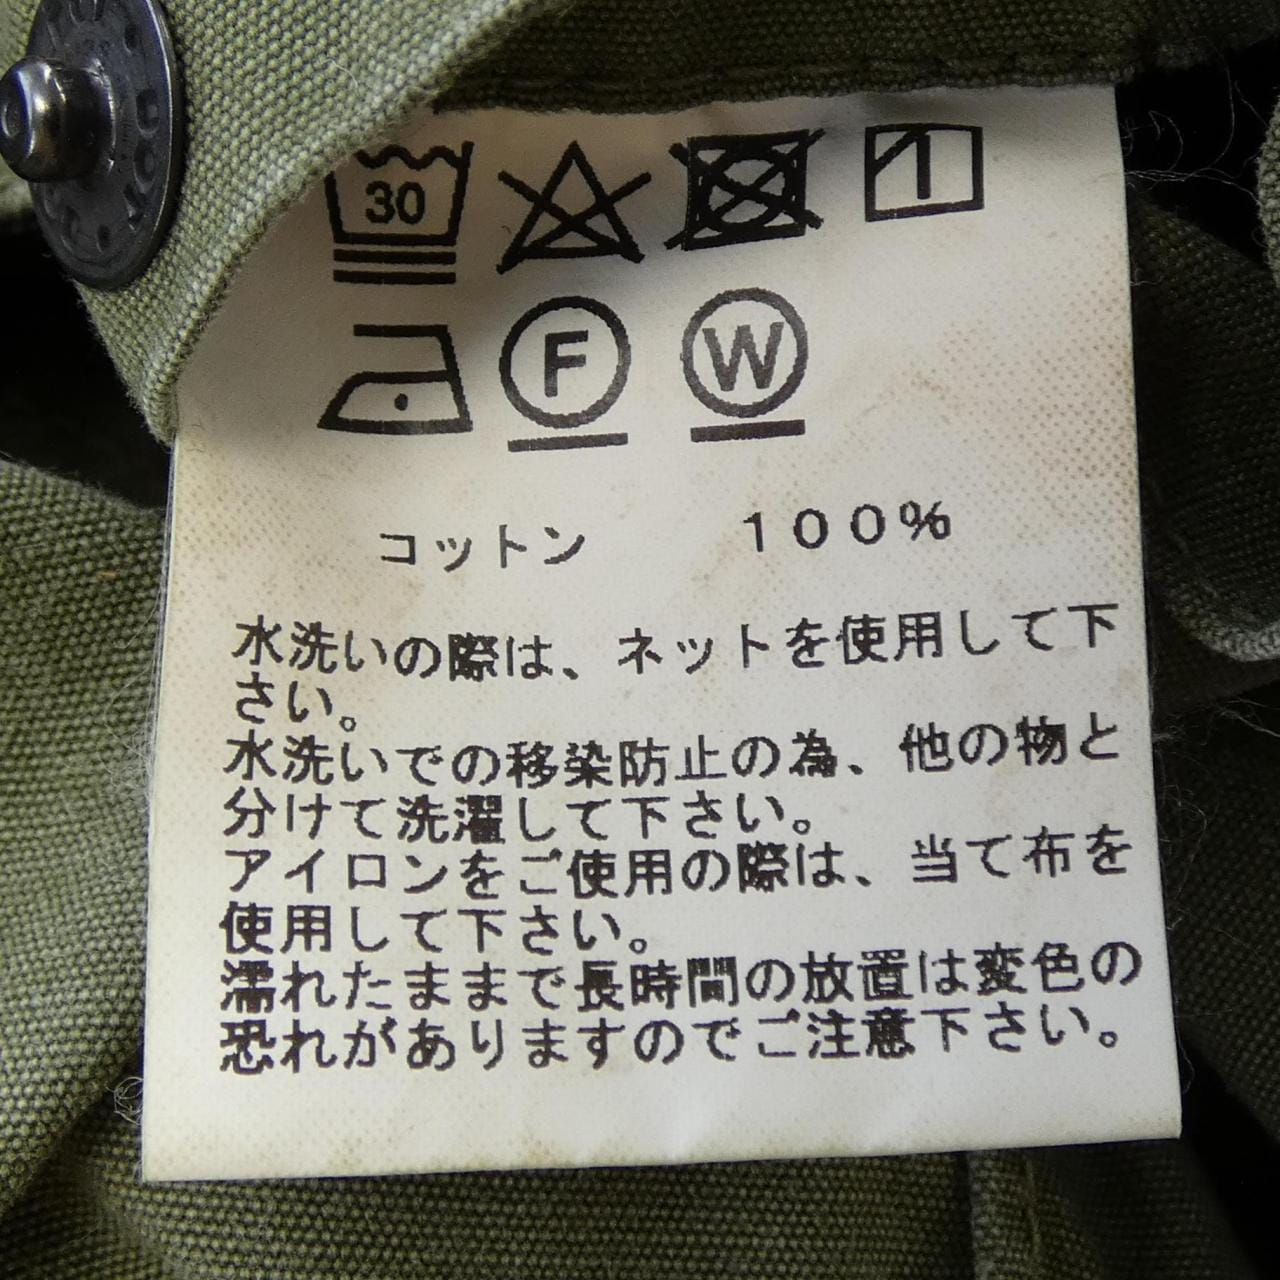 30
F W
コットン　１００％
水洗いの際は、ネットを使用して下
さい。
水洗いでの移染防止の為、他の物と
分けて洗濯して下さい。
アイロンをご使用の際は、当て布を
使用して下さい。
濡れたままで長時間の放置は変色の
恐れがありますのでご注意下さい。